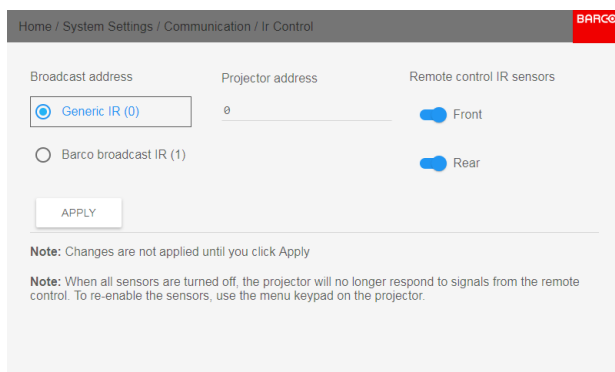 Home / System Settings / Communication / Ir Control
BARCO
Broadcast address
Projector address
Remote control IR sensors
Generic IR (0)
0
Front
Barco broadcast IR (1)
Rear
APPLY
Note: Changes are not applied until you click Apply
Note: When all sensors are turned off, the projector will no longer respond to signals from the remote
control. To re-enable the sensors, use the menu keypad on the projector.